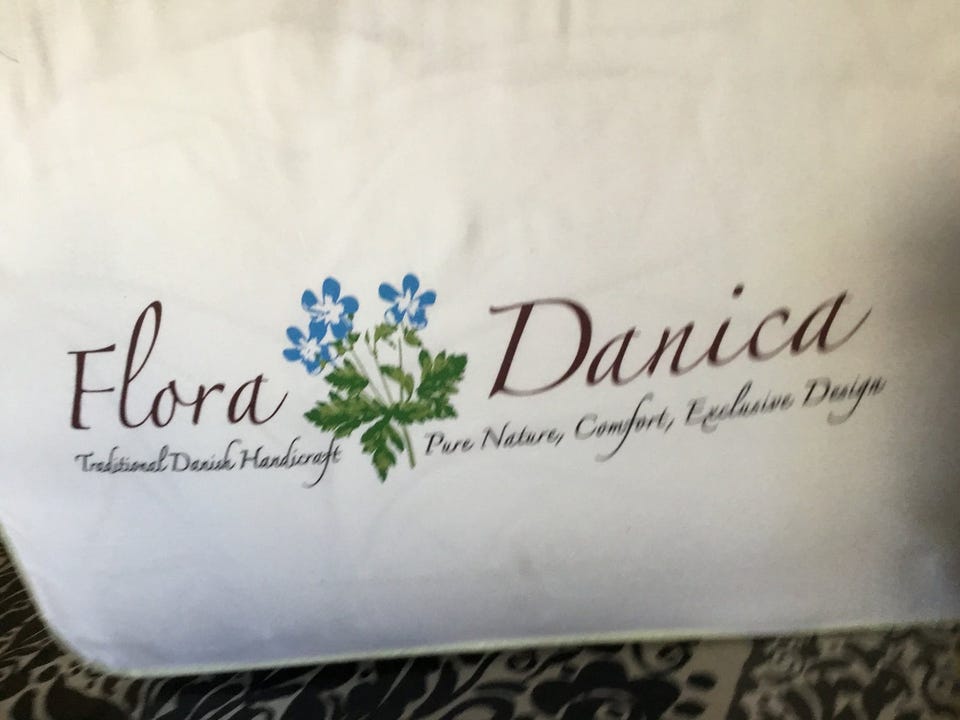 Flora Danica
Traditional Danish Handicraft
Pure Nature, Comfort, Exclusive Design